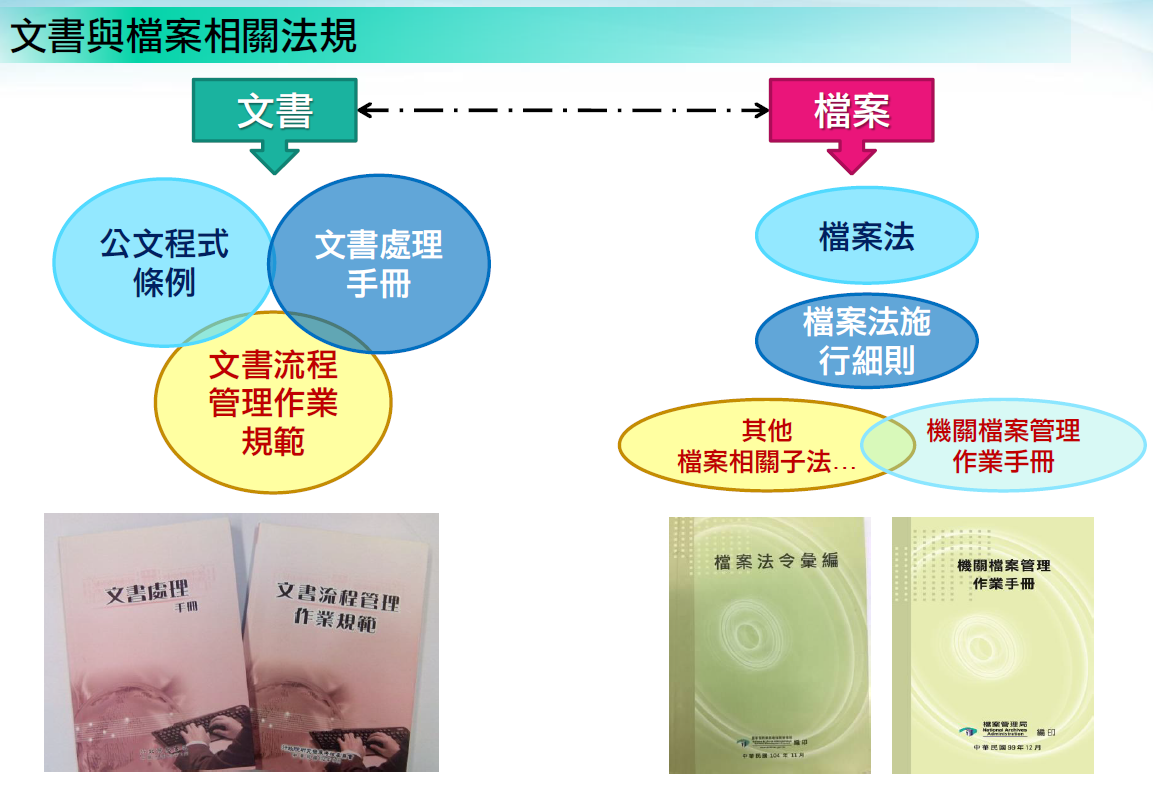 文書與檔案相關法規
文書
檔案
公文程式
條例
文書處理
手冊
文書流程
管理作業
規範
檔案法
檔案法施
行細則
其他
檔案相關子法…
機關檔案管理
作業手冊
文書處理
手冊
文書流程管理
作業規範
檔案法令彙編
編印
中華民國 104 年 11 月
機關檔案管理
作業手冊
檔案管理局
National Archives
Administration
編印
中華民國99年12月